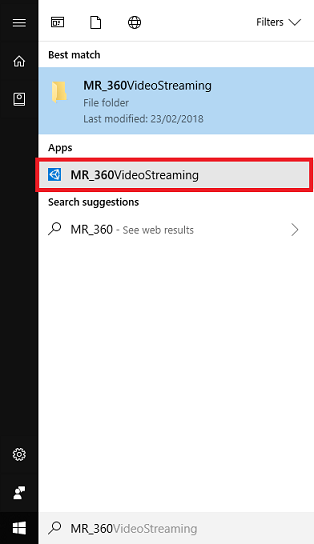 Filters
Best match
MR_360VideoStreaming
File folder
Last modified: 23/02/2018
Apps
MR_360VideoStreaming
Search suggestions
MR_360 - See web results
MR_360VideoStreaming